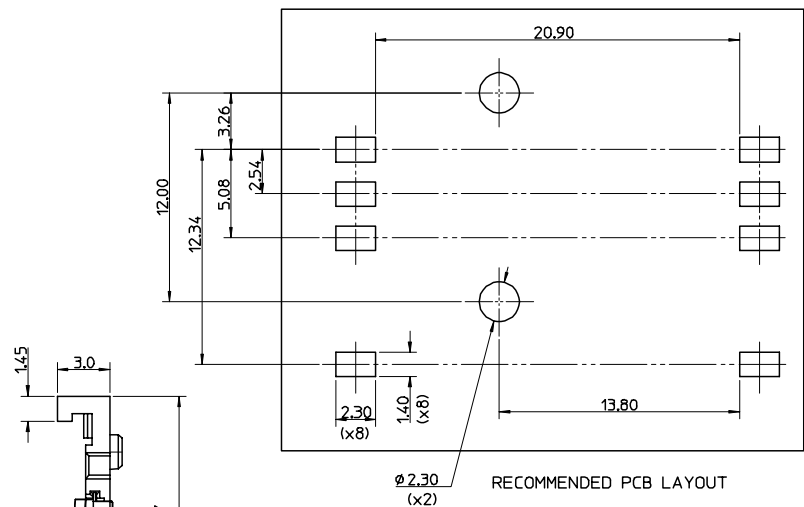 20.90
3.26
2.54
5.08
12.00
12.34
1.45
3.0
2.30
(x8)
1.40
(x8)
13.80
ø2.30
(x2)
RECOMMENDED PCB LAYOUT